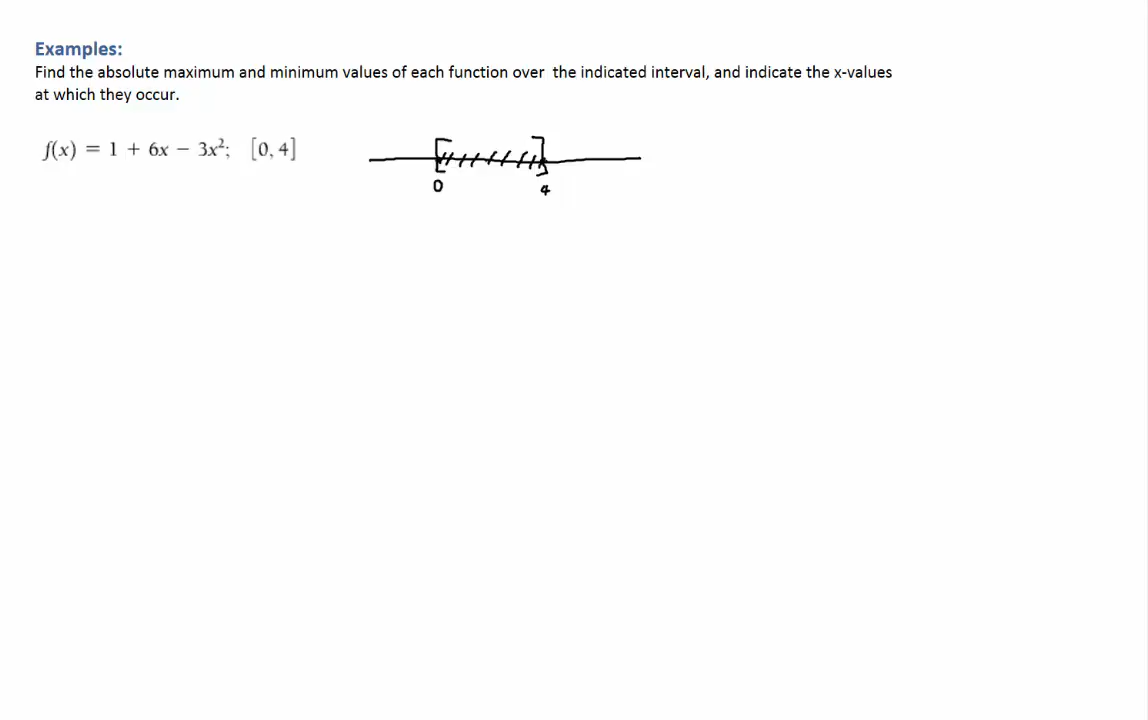 Examples:
Find the absolute maximum and minimum values of each function over the indicated interval, and indicate the x-values
at which they occur.
f(x) = 1 + 6x − 3x²; [0, 4]
0 4